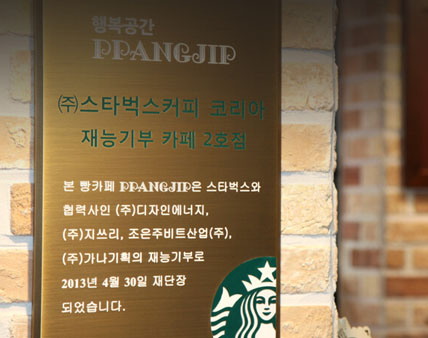 행복공간
PPANGJIP
㈜스타벅스커피 코리아
재능기부 카페 2호점
본 빵카페 PPANGJIP은 스타벅스와
협력사인 (주)디자인에너지,
(주)지쓰리, 조은주비트산업(주),
(주)가나기획의 재능기부로
2013년 4월 30일 재단장
되었습니다.